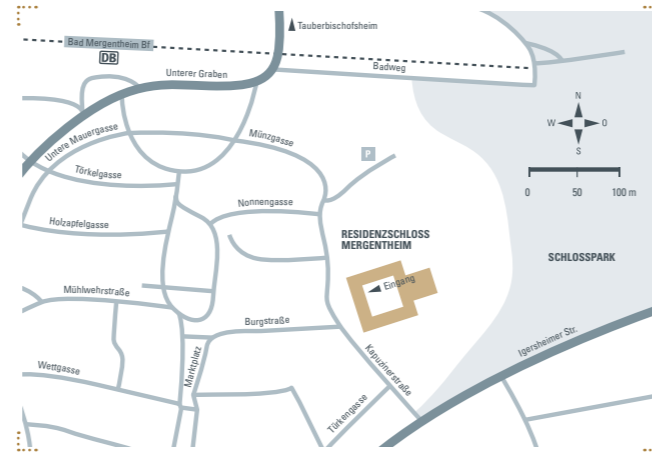 Tauberbischofsheim
Bad Mergentheim Bf
DB
Unterer Graben
Badweg
N
W
O
S
Untere Mauergasse
Münzgasse
P
Törkelgasse
Nonnengasse
0 50 100 m
Holzapfelgasse
RESIDENZSCHLOSS
MERGENTHEIM
SCHLOSSPARK
Eingang
Mühlwehrstraße
Burgstraße
Igersheimer Str.
Marktplatz
Kapuzinerstraße
Wettgasse
Türkengasse